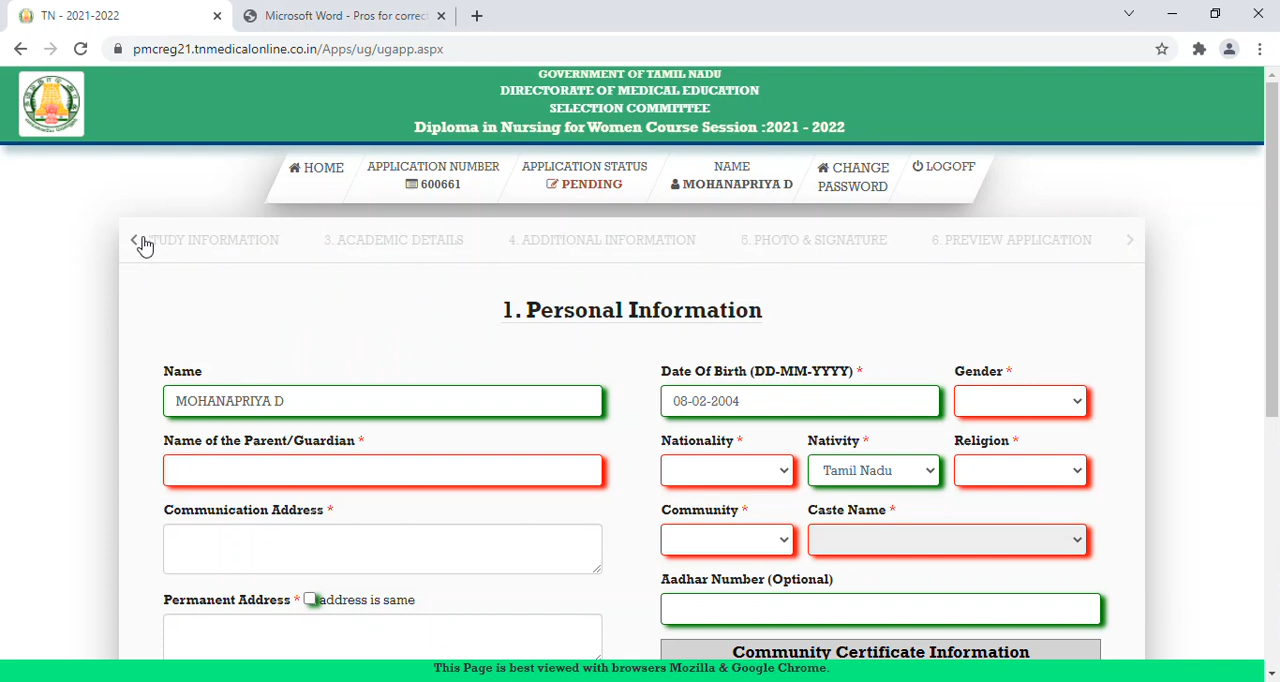 TN - 2021-2022
Microsoft Word - Pros for correc
pmcreg21.tnmedicalonline.co.in/Apps/ug/ugapp.aspx
GOVERNMENT OF TAMIL NADU
DIRECTORATE OF MEDICAL EDUCATION
SELECTION COMMITTEE
Diploma in Nursing for Women Course Session :2021 - 2022
HOME
APPLICATION NUMBER
600661
APPLICATION STATUS
PENDING
NAME
MOHANAPRIYA D
CHANGE
PASSWORD
LOGOFF
TUDY INFORMATION
3. ACADEMIC DETAILS
4. ADDITIONAL INFORMATION
5. PHOTO & SIGNATURE
6. PREVIEW APPLICATION
1. Personal Information
Name
MOHANAPRIYA D
Date Of Birth (DD-MM-YYYY) *
08-02-2004
Gender *
Name of the Parent/Guardian *
Nationality *
Nativity *
Tamil Nadu
Religion *
Communication Address *
Community *
Caste Name *
Aadhar Number (Optional)
Permanent Address * address is same
Community Certificate Information
This Page is best viewed with browsers Mozilla & Google Chrome.